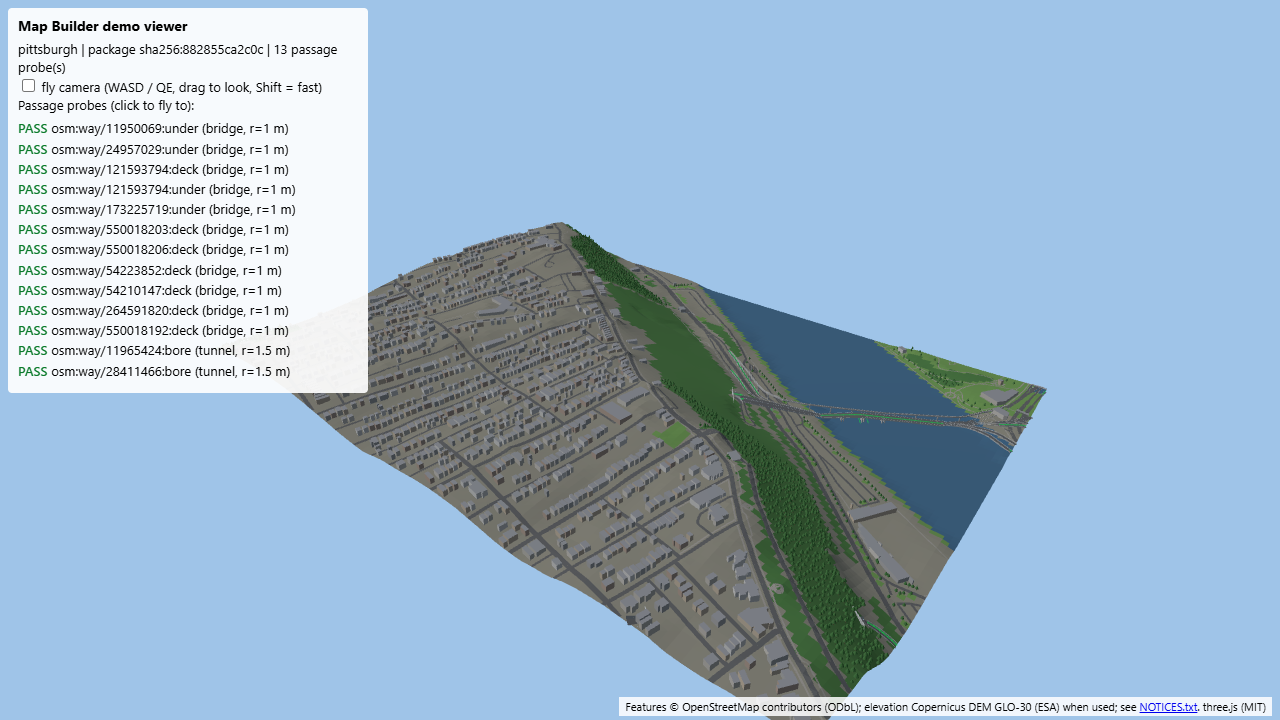 Map Builder demo viewer
pittsburgh | package sha256:882855ca2c0c | 13 passage
probe(s)
fly camera (WASD / QE, drag to look, Shift = fast)
Passage probes (click to fly to):
PASS osm:way/11950069:under (bridge, r=1 m)
PASS osm:way/24957029:under (bridge, r=1 m)
PASS osm:way/121593794:deck (bridge, r=1 m)
PASS osm:way/121593794:under (bridge, r=1 m)
PASS osm:way/173225719:under (bridge, r=1 m)
PASS osm:way/550018203:deck (bridge, r=1 m)
PASS osm:way/550018206:deck (bridge, r=1 m)
PASS osm:way/54223852:deck (bridge, r=1 m)
PASS osm:way/54210147:deck (bridge, r=1 m)
PASS osm:way/264591820:deck (bridge, r=1 m)
PASS osm:way/550018192:deck (bridge, r=1 m)
PASS osm:way/11965424:bore (tunnel, r=1.5 m)
PASS osm:way/28411466:bore (tunnel, r=1.5 m)
Features © OpenStreetMap contributors (ODbL); elevation Copernicus DEM GLO-30 (ESA) when used; see NOTICES.txt. three.js (MIT)